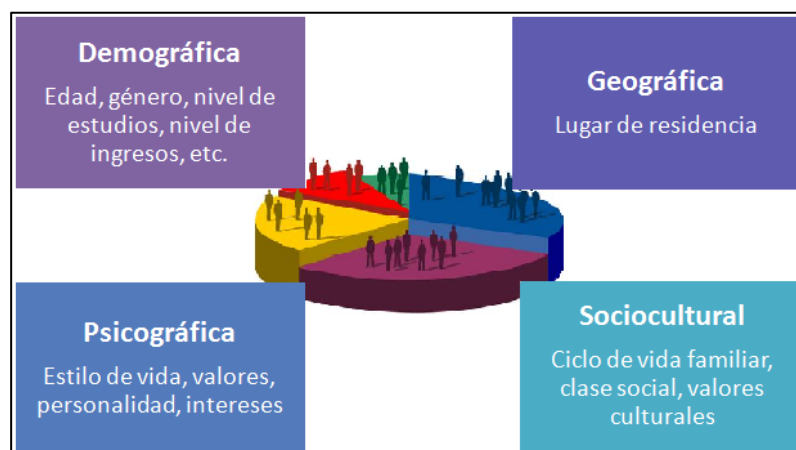 Demográfica
Edad, género, nivel de
estudios, nivel de
ingresos, etc.
Geográfica
Lugar de residencia
Psicográfica
Estilo de vida, valores,
personalidad, intereses
Sociocultural
Ciclo de vida familiar,
clase social, valores
culturales